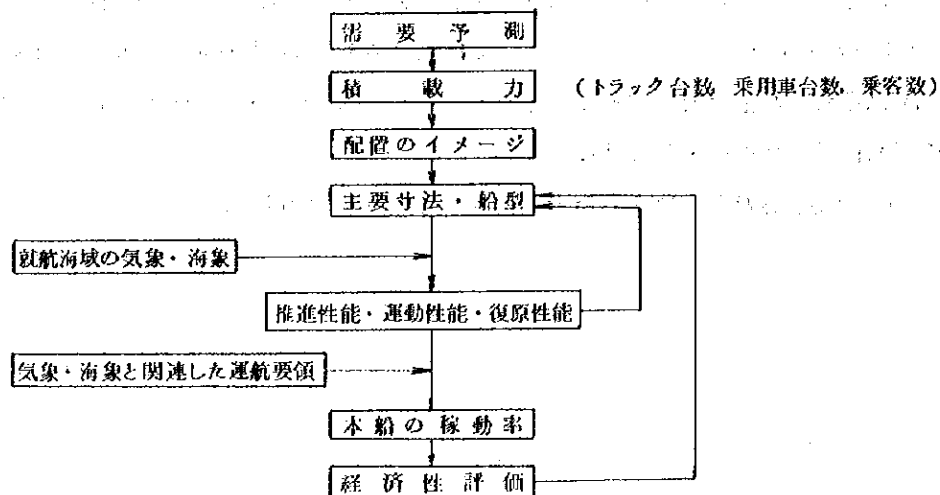 需要予測
積載力 (トラック台数 乗用車台数 乗客数)
配置のイメージ
主要寸法・船型
就航海域の気象・海象
推進性能・運動性能・復原性能
気象・海象と関連した運航要領
本船の稼動率
経済性評価